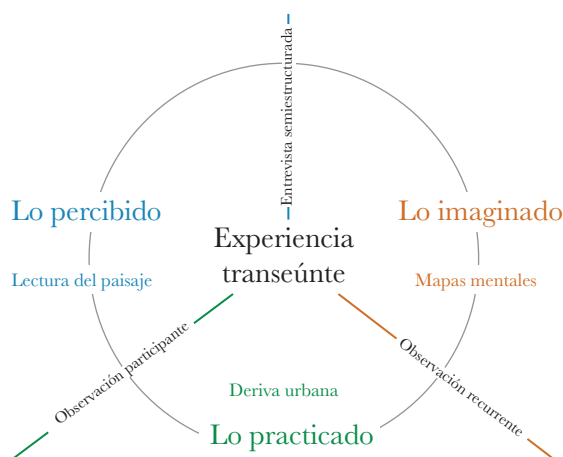 Entrevista semiestructurada
Lo percibido
Lo imaginado
Experiencia
transeúnte
Lectura del paisaje
Mapas mentales
Observación participante
Observación recurrente
Deriva urbana
Lo practicado